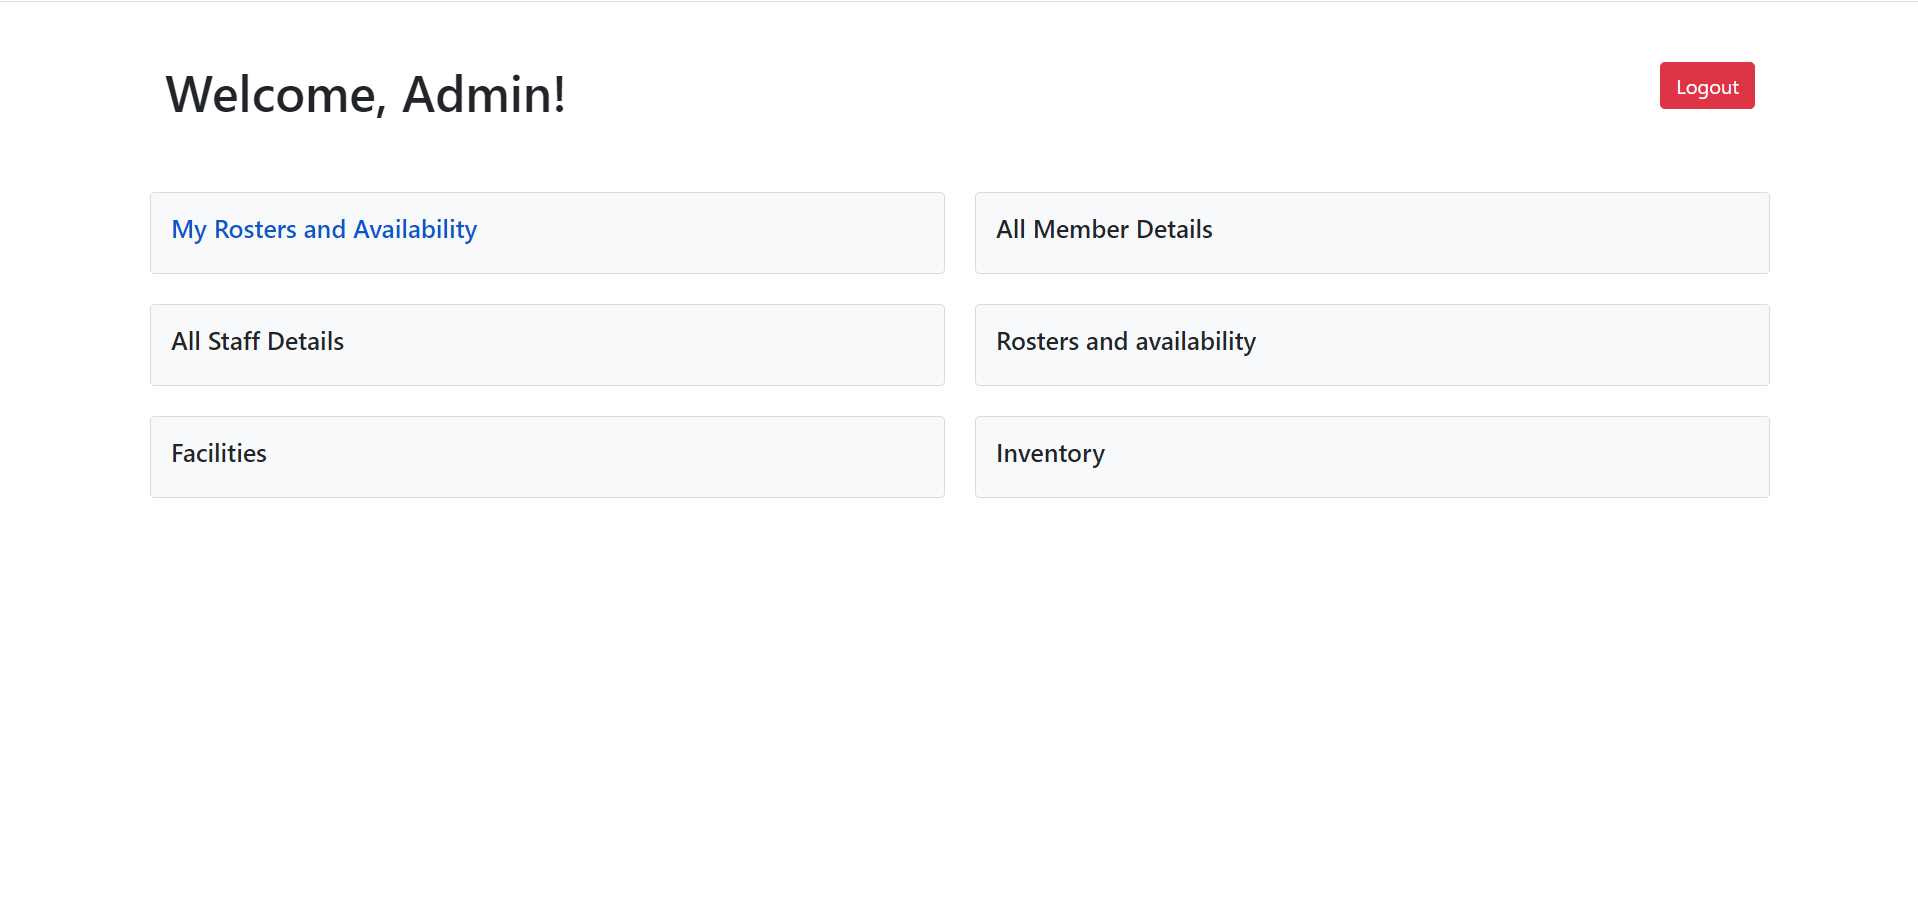 Welcome, Admin!
Logout
My Rosters and Availability
All Member Details
All Staff Details
Rosters and availability
Facilities
Inventory